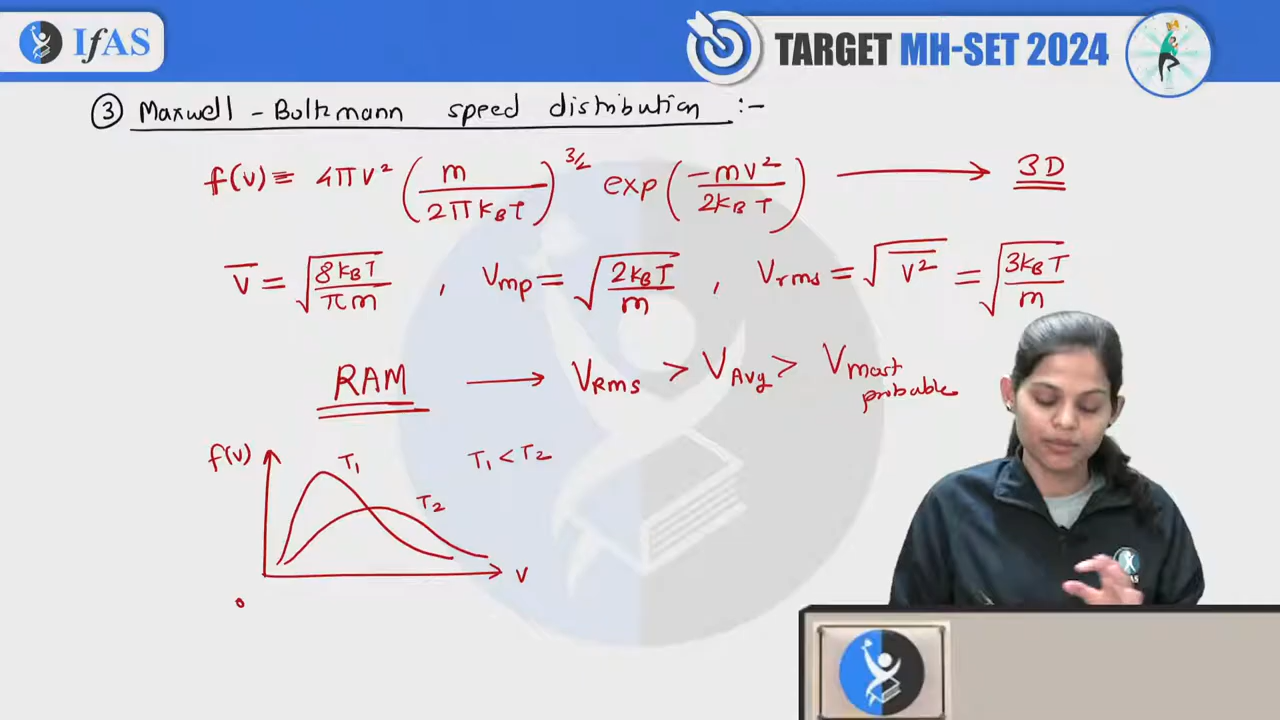 IfAS
TARGET MH-SET 2024
③ Maxwell - Boltzmann speed distribution :-
f(v) = 4πv² (m / 2πk_BT)^3/2 exp(-mv² / 2k_BT) → 3D
v̅ = √(8k_BT / πm) , V_mp = √(2k_BT / m) , V_rms = √(v̅²) = √(3k_BT / m)
RAM → V_Rms > V_Avg > V_most probable
f(v) T₁ T₁ < T₂
T₂
v